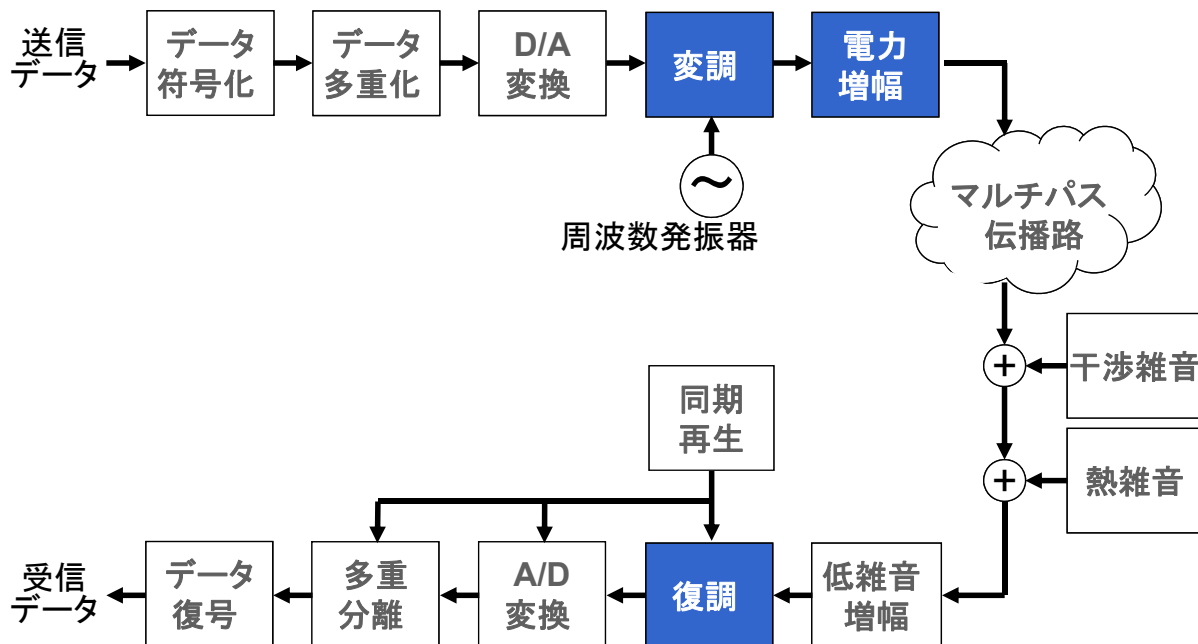 送信
データ
データ
符号化
データ
多重化
D/A
変換
変調
電力
増幅
～
周波数発振器
マルチパス
伝播路
+
干渉雑音
同期
再生
+
熱雑音
受信
データ
データ
復号
多重
分離
A/D
変換
復調
低雑音
増幅